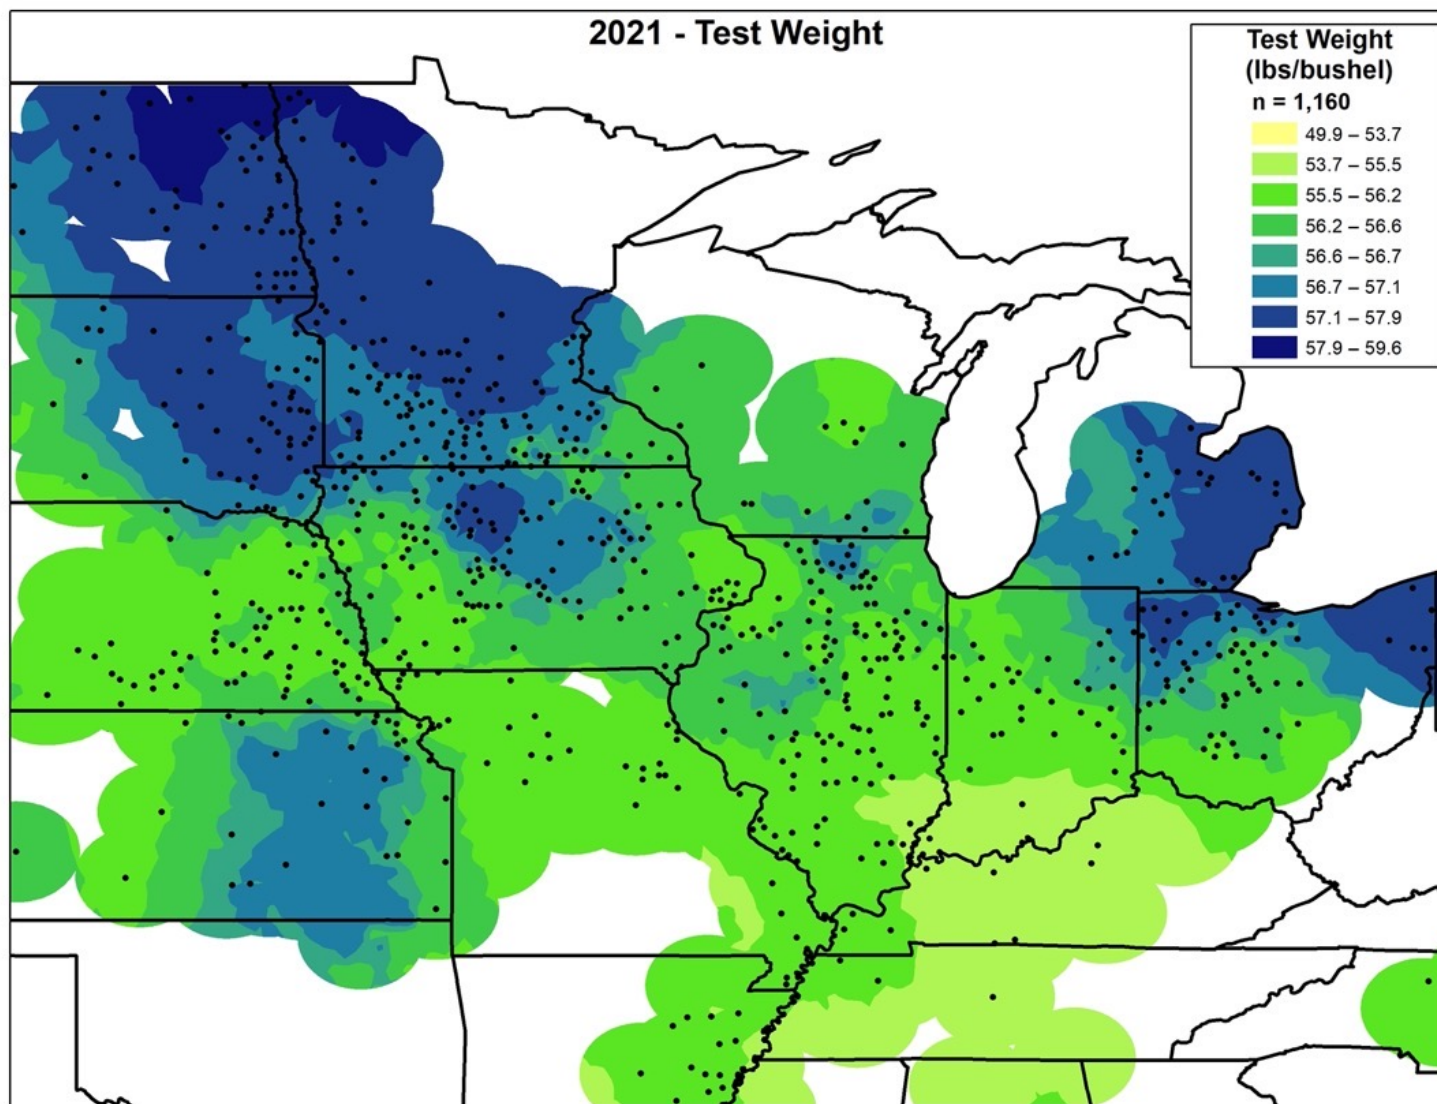 2021 - Test Weight
Test Weight
(lbs/bushel)
n = 1,160
49.9 – 53.7
53.7 – 55.5
55.5 – 56.2
56.2 – 56.6
56.6 – 56.7
56.7 – 57.1
57.1 – 57.9
57.9 – 59.6